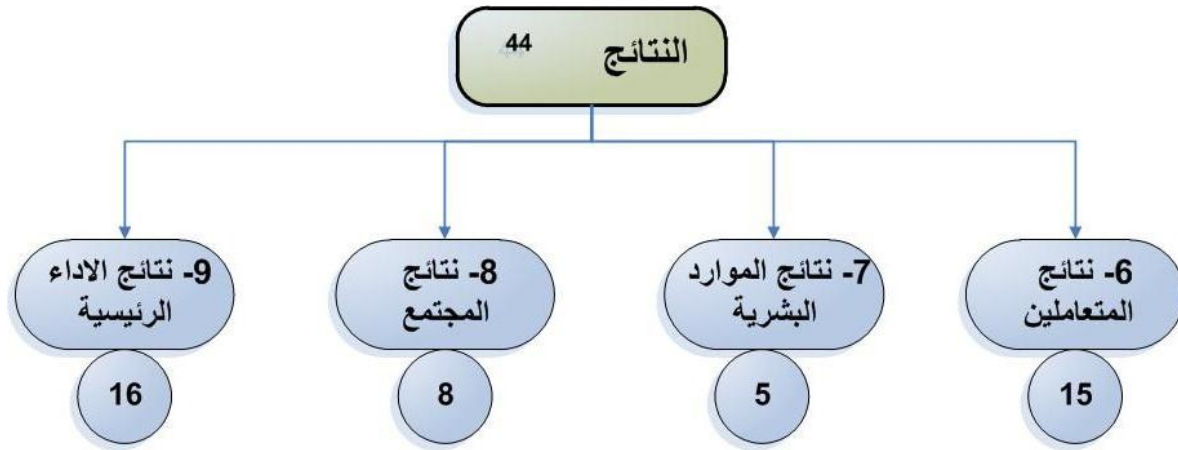 النتائج 44
6- نتائج
المتعاملين
15
7- نتائج الموارد
البشرية
5
8- نتائج
المجتمع
8
9- نتائج الاداء
الرئيسية
16